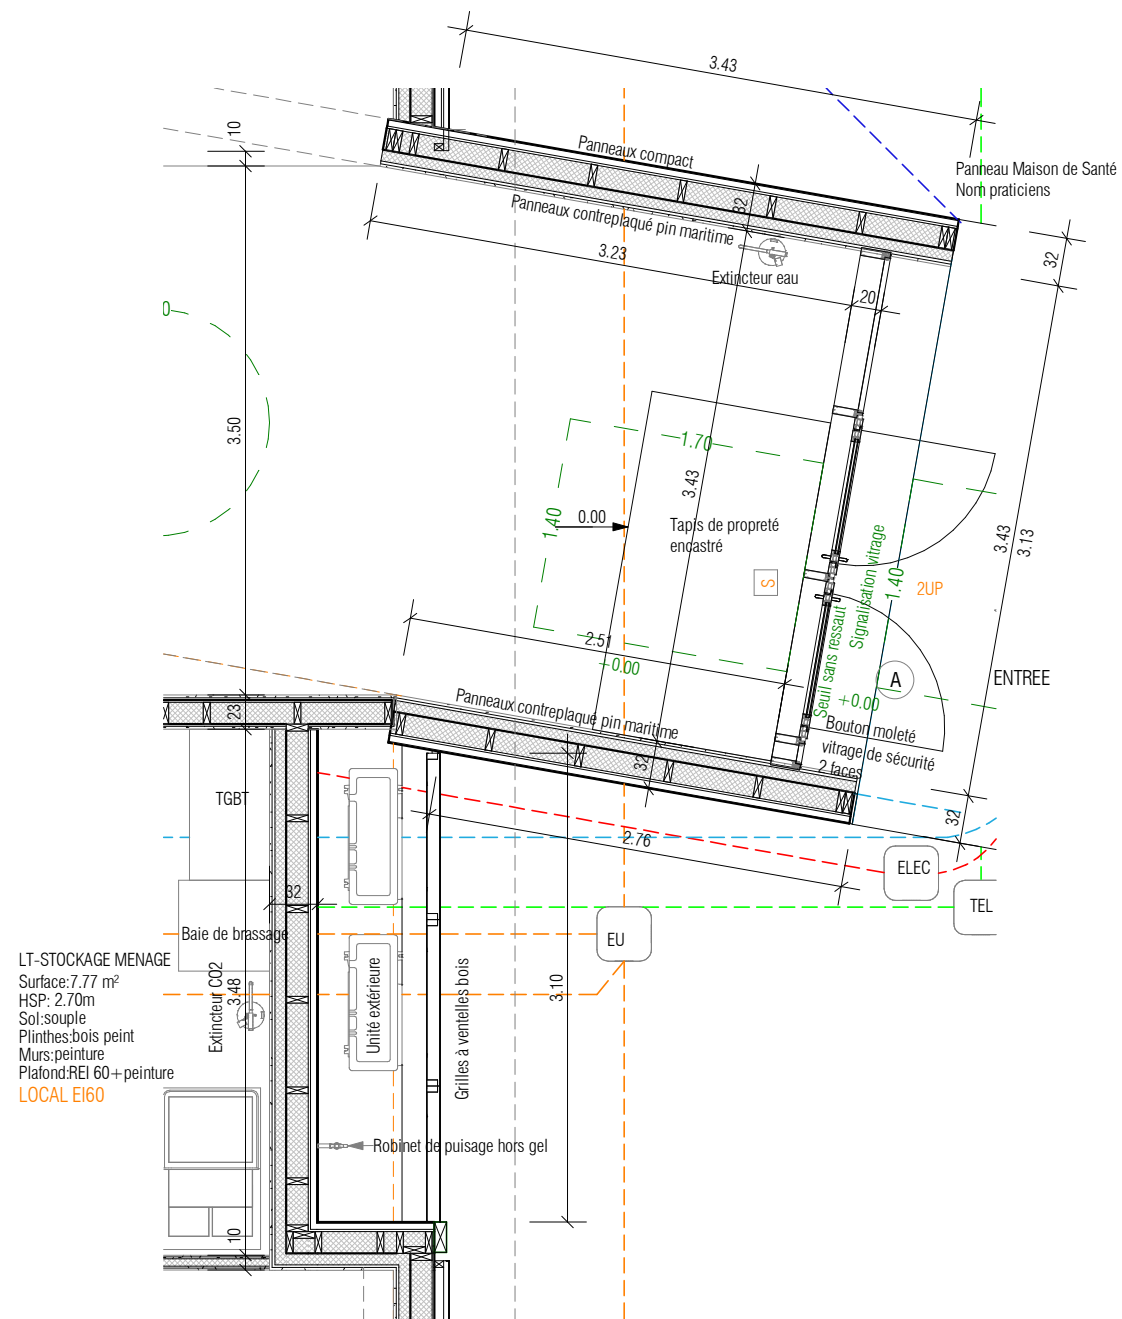 3.43
10
Panneaux compact
Panneau Maison de Santé
Nom praticiens
32
Panneaux contreplaqué pin maritime
3.23
Extincteur eau
32
20
0
3.50
1.70
3.43
1.40
0.00
Tapis de propreté
encastré
S
Signalisation vitrage
Seuil sans ressaut
1.40
2UP
3.43
3.13
2.51
+0.00
A
ENTREE
+0.00
Panneaux contreplaqué pin maritime
23
Bouton moleté
vitrage de sécurité
2 faces
32
TGBT
32
2.76
ELEC
32
TEL
Baie de brassage
EU
LT-STOCKAGE MENAGE
Surface:7.77 m²
HSP: 2.70m
Sol:souple
Plinthes:bois peint
Murs:peinture
Plafond:REI 60+peinture
LOCAL EI60
Extincteur CO2
3.48
Unité extérieure
Grilles à ventelles bois
3.10
Robinet de puisage hors gel
10